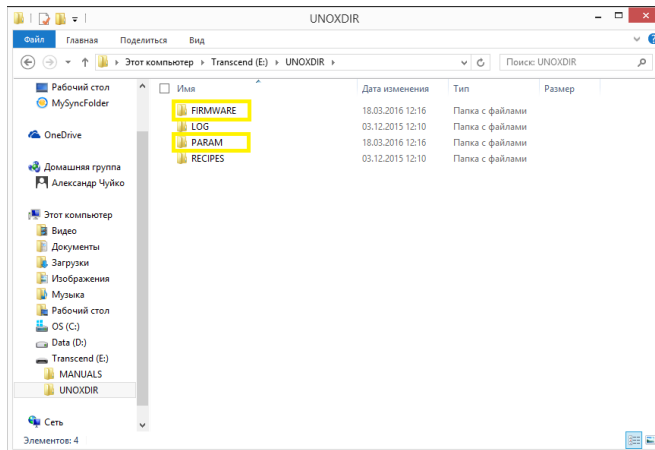 UNOXDIR
Файл Главная Поделиться Вид
Этот компьютер Transcend (E:) UNOXDIR
Поиск: UNOXDIR
Рабочий стол
MySyncFolder
OneDrive
Домашняя группа
Александр Чуйко
Этот компьютер
Видео
Документы
Загрузки
Изображения
Музыка
Рабочий стол
OS (C:)
Data (D:)
Transcend (E:)
MANUALS
UNOXDIR
Сеть
Имя Дата изменения Тип Размер
FIRMWARE 18.03.2016 12:16 Папка с файлами
LOG 03.12.2015 12:10 Папка с файлами
PARAM 18.03.2016 12:16 Папка с файлами
RECIPES 03.12.2015 12:10 Папка с файлами
Элементов: 4